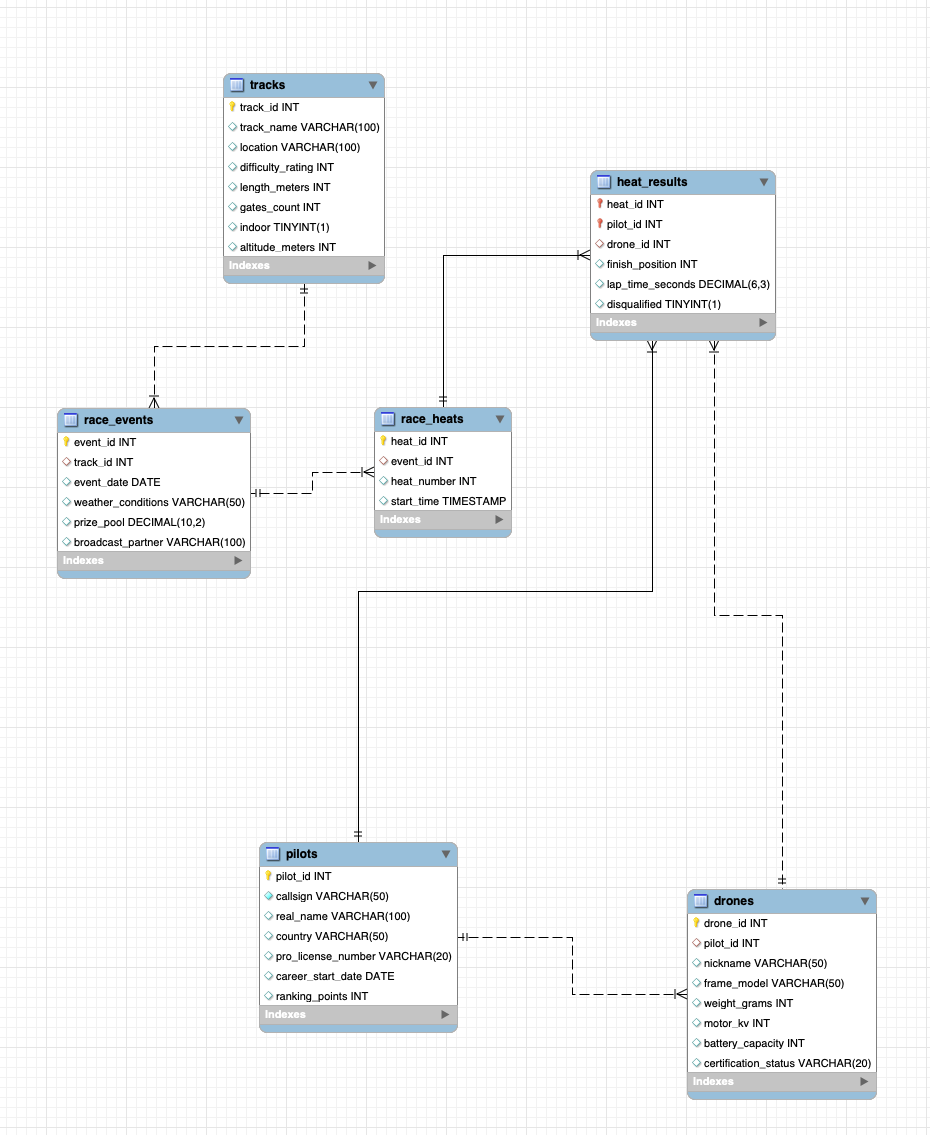 tracks
track_id INT
track_name VARCHAR(100)
location VARCHAR(100)
difficulty_rating INT
length_meters INT
gates_count INT
indoor TINYINT(1)
altitude_meters INT
Indexes
heat_results
heat_id INT
pilot_id INT
drone_id INT
finish_position INT
lap_time_seconds DECIMAL(6,3)
disqualified TINYINT(1)
Indexes
race_events
event_id INT
track_id INT
event_date DATE
weather_conditions VARCHAR(50)
prize_pool DECIMAL(10,2)
broadcast_partner VARCHAR(100)
Indexes
race_heats
heat_id INT
event_id INT
heat_number INT
start_time TIMESTAMP
Indexes
pilots
pilot_id INT
callsign VARCHAR(50)
real_name VARCHAR(100)
country VARCHAR(50)
pro_license_number VARCHAR(20)
career_start_date DATE
ranking_points INT
Indexes
drones
drone_id INT
pilot_id INT
nickname VARCHAR(50)
frame_model VARCHAR(50)
weight_grams INT
motor_kv INT
battery_capacity INT
certification_status VARCHAR(20)
Indexes